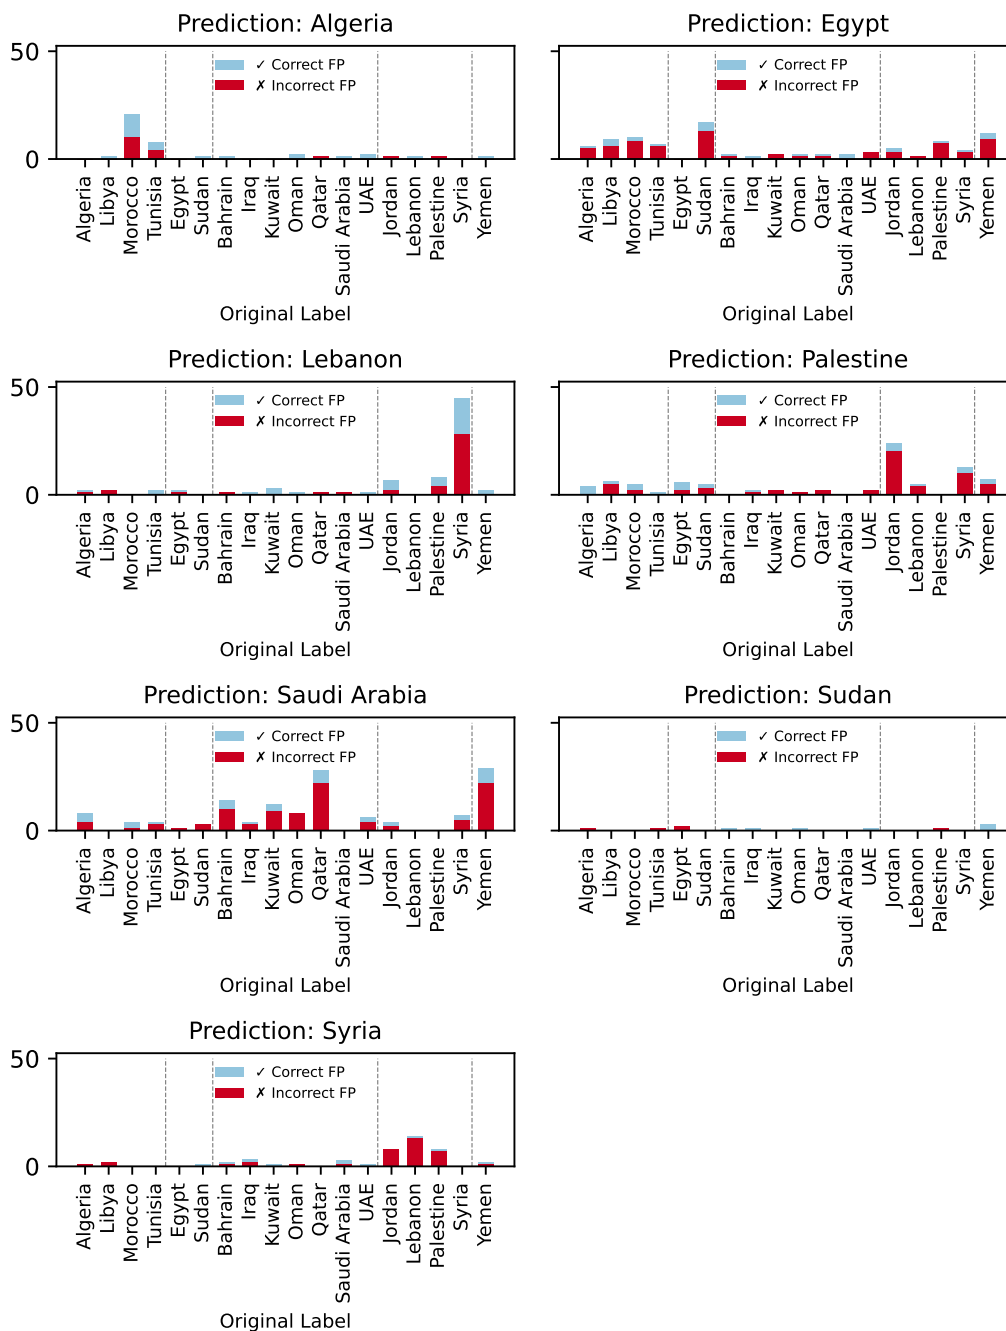 Prediction: Algeria
50
0
✓ Correct FP
✗ Incorrect FP
Algeria
Libya
Morocco
Tunisia
Egypt
Sudan
Bahrain
Iraq
Kuwait
Oman
Qatar
Saudi Arabia
UAE
Jordan
Lebanon
Palestine
Syria
Yemen
Original Label
Prediction: Egypt
✓ Correct FP
✗ Incorrect FP
Algeria
Libya
Morocco
Tunisia
Egypt
Sudan
Bahrain
Iraq
Kuwait
Oman
Qatar
Saudi Arabia
UAE
Jordan
Lebanon
Palestine
Syria
Yemen
Original Label
Prediction: Lebanon
50
0
✓ Correct FP
✗ Incorrect FP
Algeria
Libya
Morocco
Tunisia
Egypt
Sudan
Bahrain
Iraq
Kuwait
Oman
Qatar
Saudi Arabia
UAE
Jordan
Lebanon
Palestine
Syria
Yemen
Original Label
Prediction: Palestine
✓ Correct FP
✗ Incorrect FP
Algeria
Libya
Morocco
Tunisia
Egypt
Sudan
Bahrain
Iraq
Kuwait
Oman
Qatar
Saudi Arabia
UAE
Jordan
Lebanon
Palestine
Syria
Yemen
Original Label
Prediction: Saudi Arabia
50
0
✓ Correct FP
✗ Incorrect FP
Algeria
Libya
Morocco
Tunisia
Egypt
Sudan
Bahrain
Iraq
Kuwait
Oman
Qatar
Saudi Arabia
UAE
Jordan
Lebanon
Palestine
Syria
Yemen
Original Label
Prediction: Sudan
✓ Correct FP
✗ Incorrect FP
Algeria
Libya
Morocco
Tunisia
Egypt
Sudan
Bahrain
Iraq
Kuwait
Oman
Qatar
Saudi Arabia
UAE
Jordan
Lebanon
Palestine
Syria
Yemen
Original Label
Prediction: Syria
50
0
✓ Correct FP
✗ Incorrect FP
Algeria
Libya
Morocco
Tunisia
Egypt
Sudan
Bahrain
Iraq
Kuwait
Oman
Qatar
Saudi Arabia
UAE
Jordan
Lebanon
Palestine
Syria
Yemen
Original Label